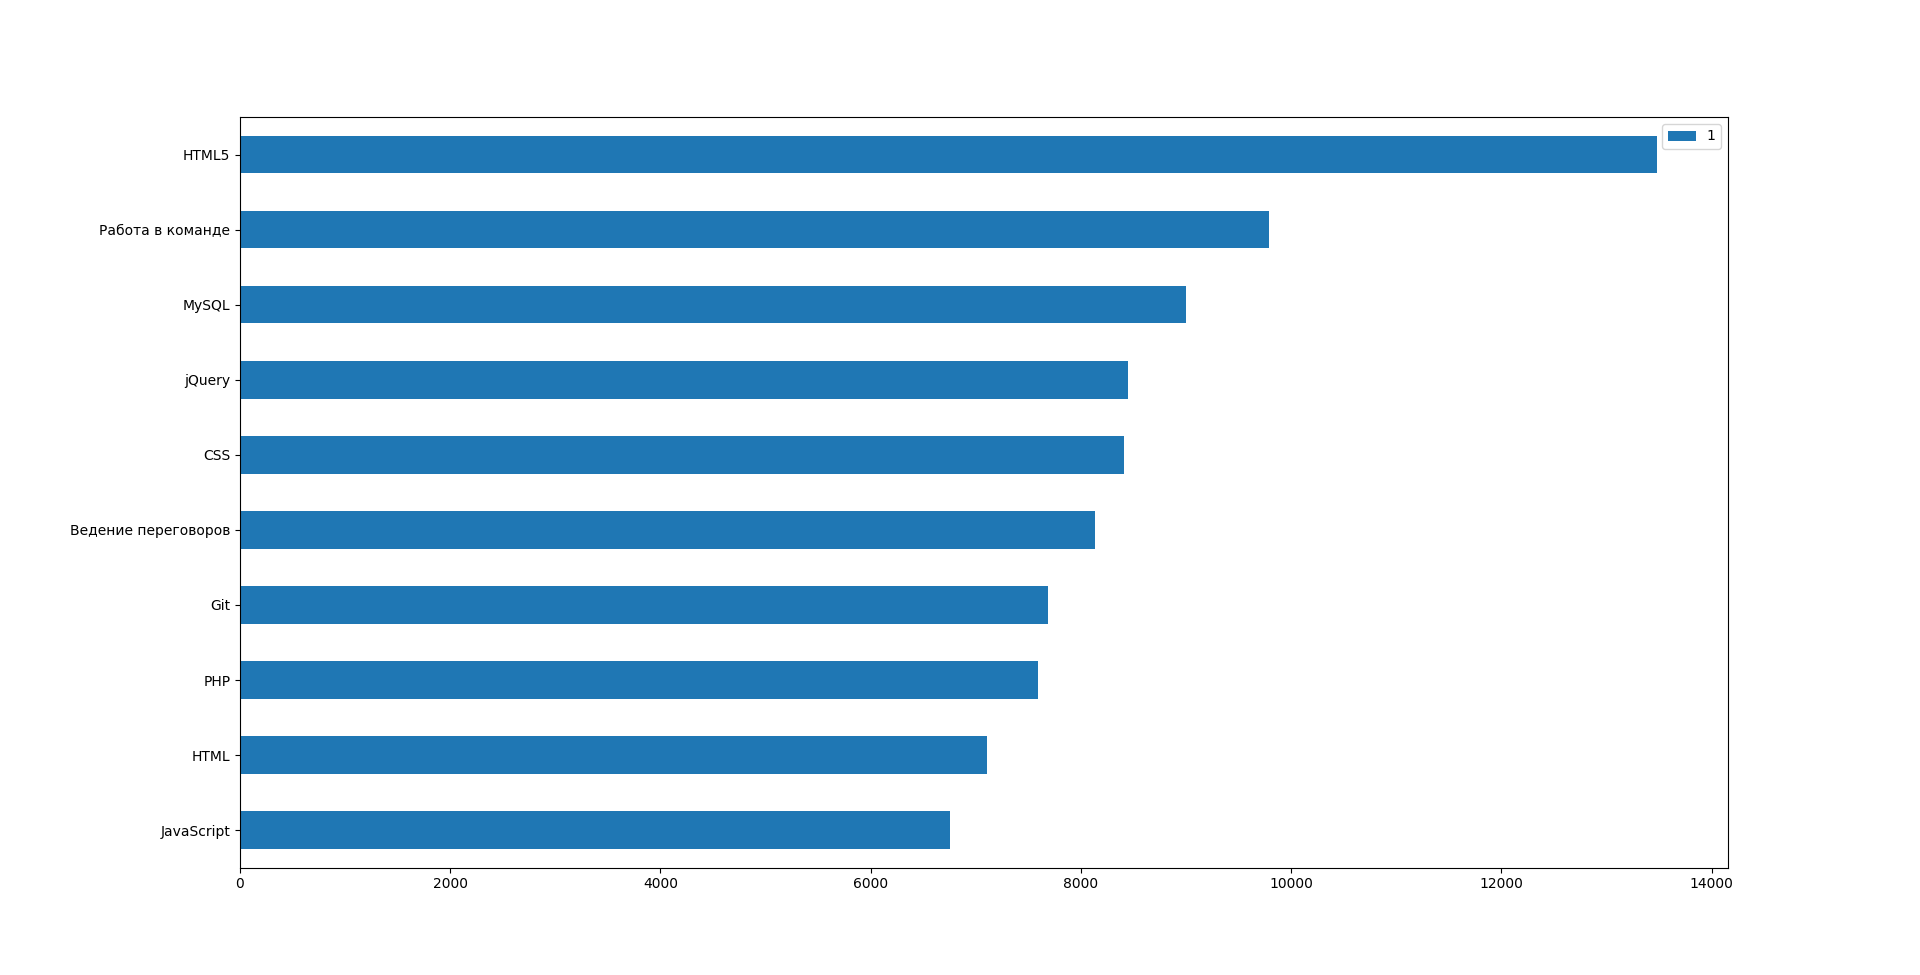 1
HTML5
Работа в команде
MySQL
jQuery
CSS
Ведение переговоров
Git
PHP
HTML
JavaScript
0 2000 4000 6000 8000 10000 12000 14000